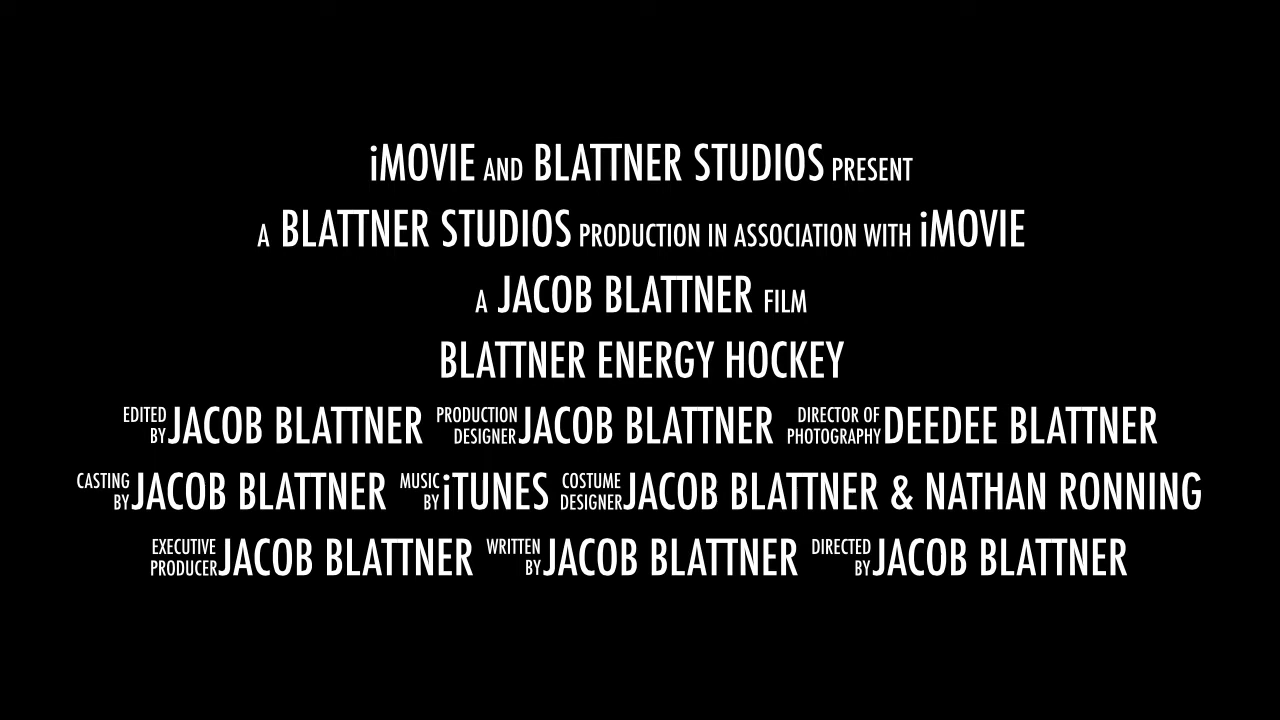 iMOVIE AND BLATTNER STUDIOS PRESENT
A BLATTNER STUDIOS PRODUCTION IN ASSOCIATION WITH iMOVIE
A JACOB BLATTNER FILM
BLATTNER ENERGY HOCKEY
EDITED BY JACOB BLATTNER PRODUCTION DESIGNER JACOB BLATTNER DIRECTOR OF PHOTOGRAPHY DEEDEE BLATTNER
CASTING BY JACOB BLATTNER MUSIC BY iTUNES COSTUME DESIGNER JACOB BLATTNER & NATHAN RONNING
EXECUTIVE PRODUCER JACOB BLATTNER WRITTEN BY JACOB BLATTNER DIRECTED BY JACOB BLATTNER